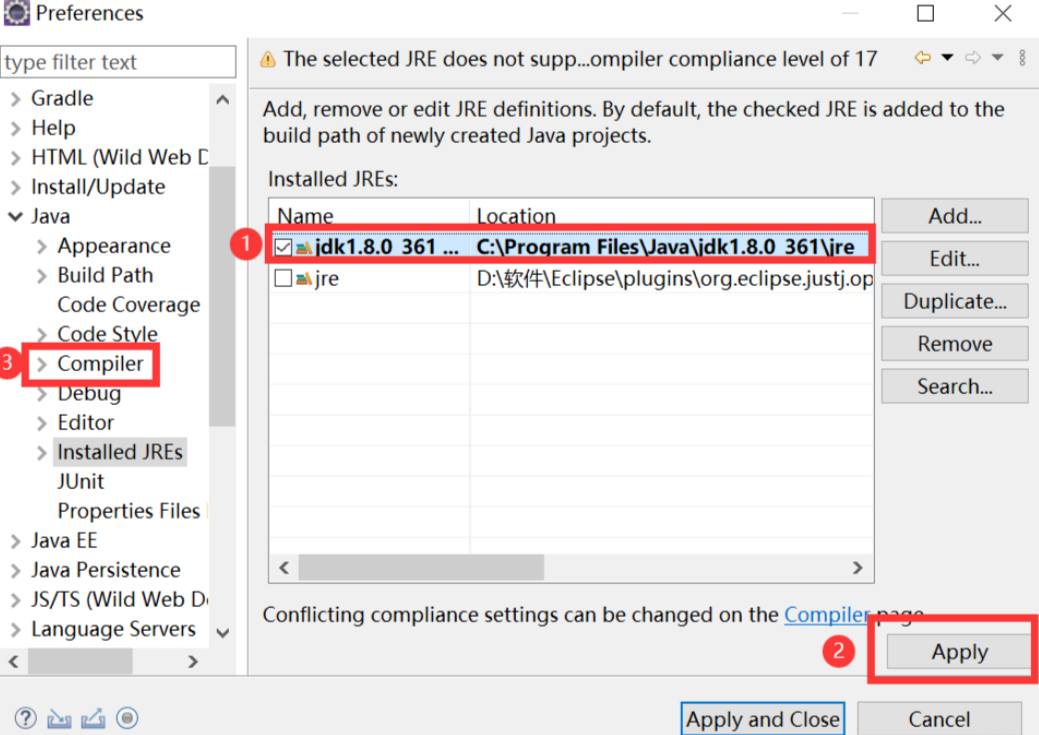 Preferences
type filter text
The selected JRE does not supp...ompiler compliance level of 17
Gradle
Help
HTML (Wild Web D
Install/Update
Java
Appearance
Build Path
Code Coverage
Code Style
3
Compiler
Debug
Editor
Installed JREs
JUnit
Properties Files
Java EE
Java Persistence
JS/TS (Wild Web De
Language Servers
Add, remove or edit JRE definitions. By default, the checked JRE is added to the
build path of newly created Java projects.
Installed JREs:
Name Location
1
jdk1.8.0_361 ... C:\Program Files\Java\jdk1.8.0_361\jre
jre D:\软件\Eclipse\plugins\org.eclipse.justj.op
Add...
Edit...
Duplicate...
Remove
Search...
Conflicting compliance settings can be changed on the Compiler page.
2
Apply
?
Apply and Close
Cancel